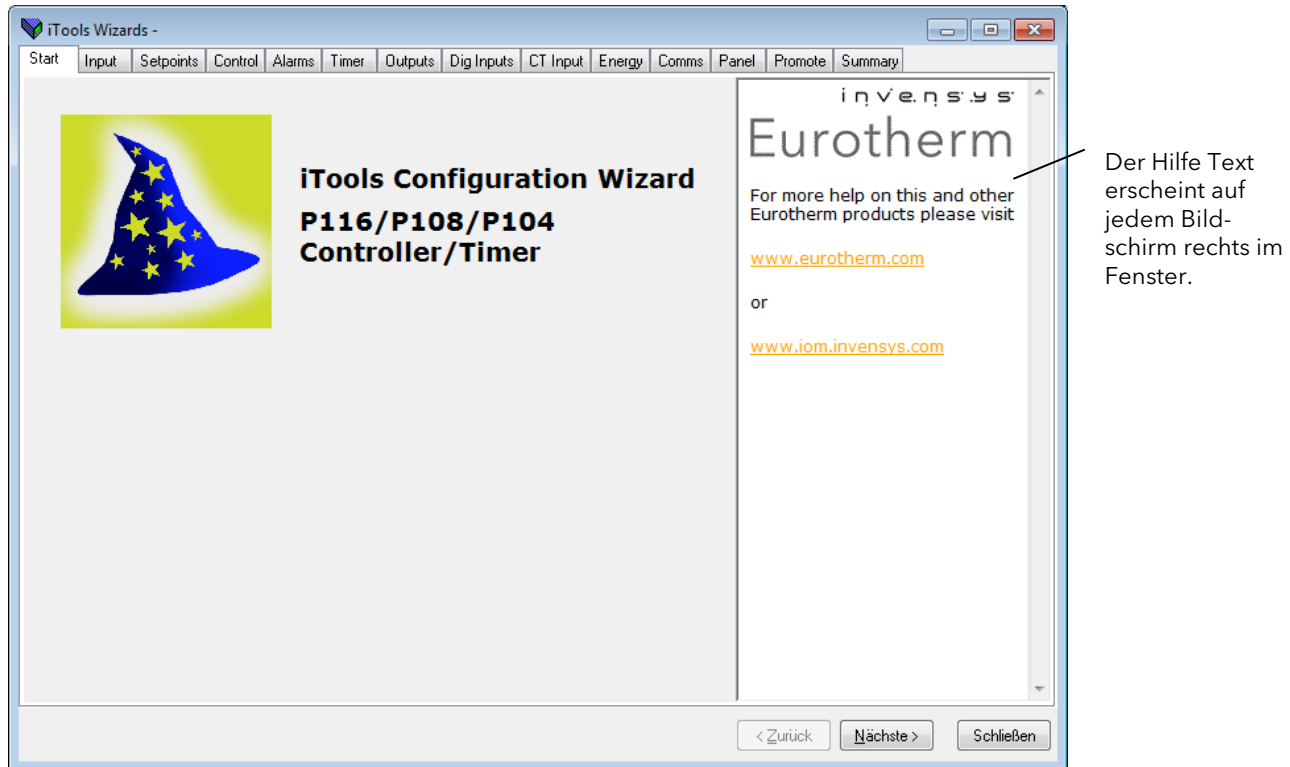 iTools Wizards -
Start Input Setpoints Control Alarms Timer Outputs Dig Inputs CT Input Energy Comms Panel Promote Summary
iTools Configuration Wizard
P116/P108/P104
Controller/Timer
invensys
Eurotherm
For more help on this and other
Eurotherm products please visit
www.eurotherm.com
or
www.iom.invensys.com
Der Hilfe Text
erscheint auf
jedem Bild-
schirm rechts im
Fenster.
< Zurück Nächste > Schließen